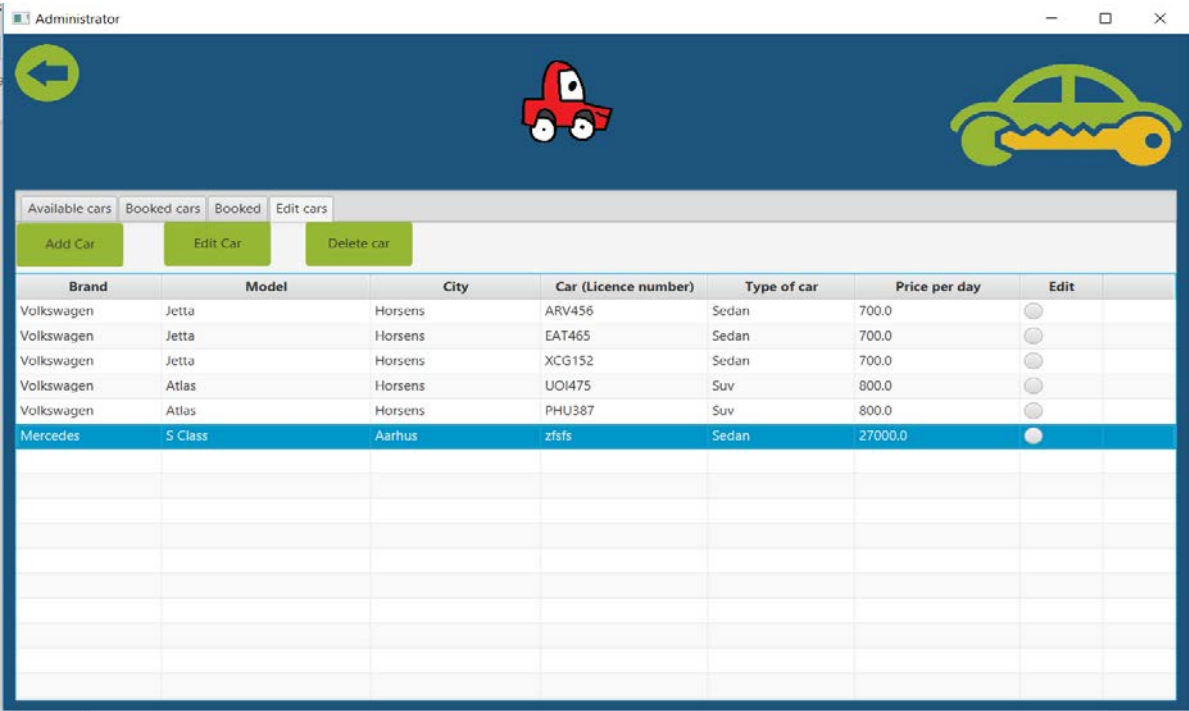 Administrator
Available cars Booked cars Booked Edit cars
Add Car Edit Car Delete car
Brand Model City Car (Licence number) Type of car Price per day Edit
Volkswagen Jetta Horsens ARV456 Sedan 700.0
Volkswagen Jetta Horsens EAT465 Sedan 700.0
Volkswagen Jetta Horsens XCG152 Sedan 700.0
Volkswagen Atlas Horsens UOI475 Suv 800.0
Volkswagen Atlas Horsens PHU387 Suv 800.0
Mercedes S Class Aarhus zfsfs Sedan 27000.0